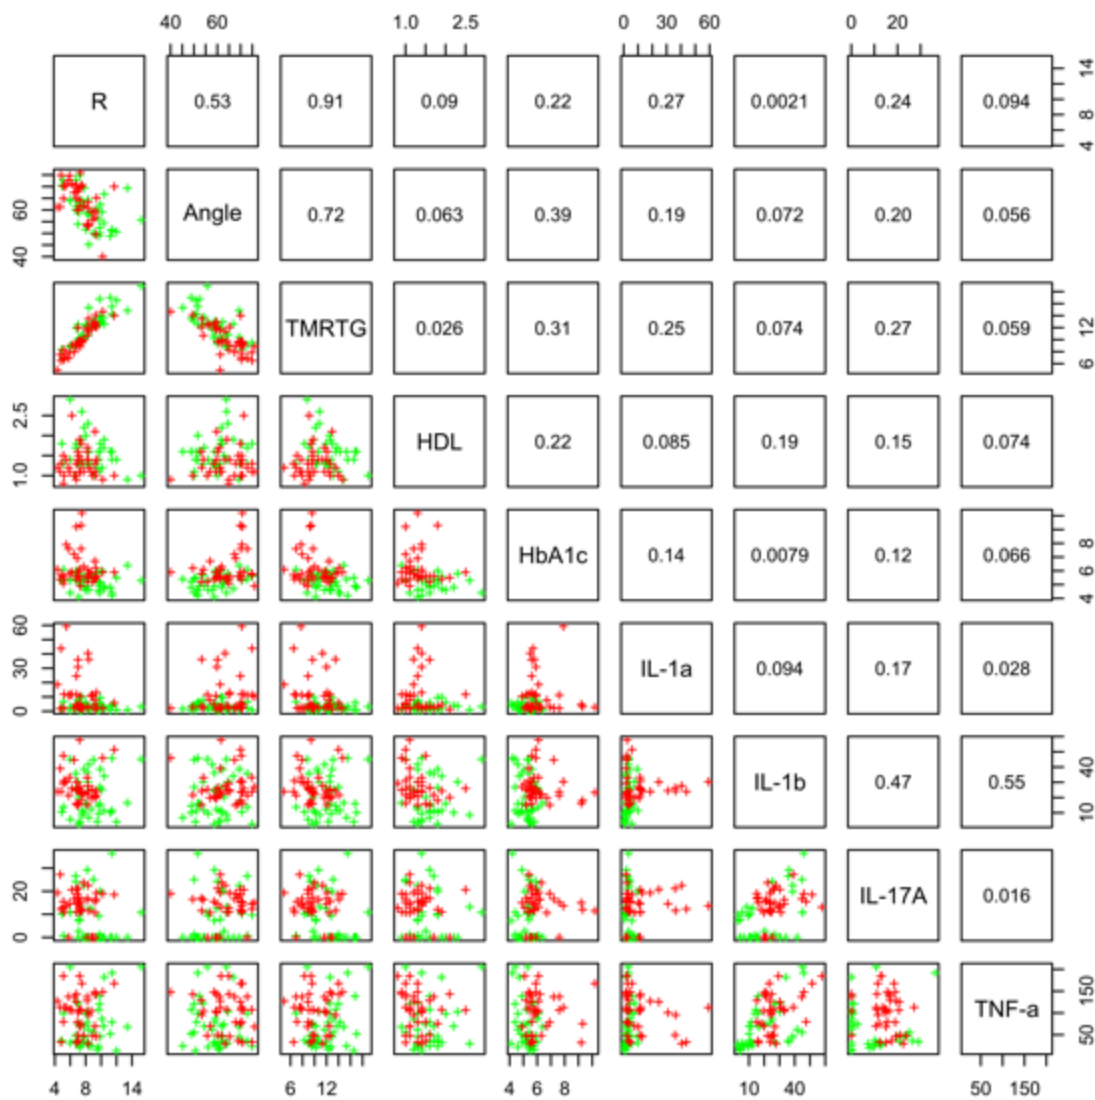 40 60 1.0 2.5 0 30 60 0 20
R 0.53 0.91 0.09 0.22 0.27 0.0021 0.24 0.094 4 8 14
40 60 Angle 0.72 0.063 0.39 0.19 0.072 0.20 0.056
TMRTG 0.026 0.31 0.25 0.074 0.27 0.059 6 12
1.0 2.5 HDL 0.22 0.085 0.19 0.15 0.074
HbA1c 0.14 0.0079 0.12 0.066 4 6 8
0 30 60 IL-1a 0.094 0.17 0.028
IL-1b 0.47 0.55 10 40
0 20 IL-17A 0.016
TNF-a 50 150
4 8 14 6 12 4 6 8 10 40 50 150